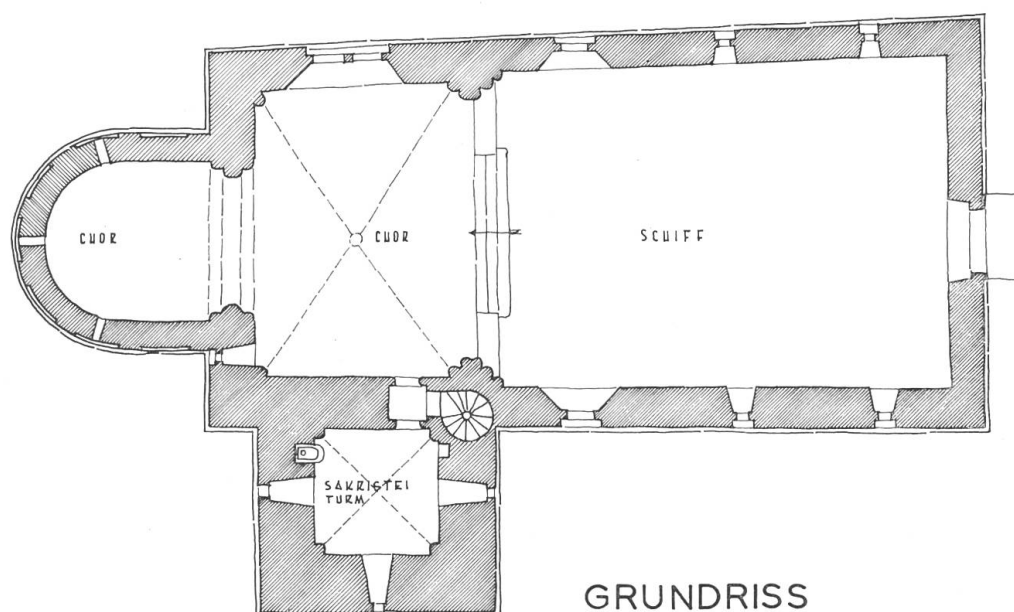 CHOR
CHOR
SCHIFF
SAKRISTEI
TURM
GRUNDRISS